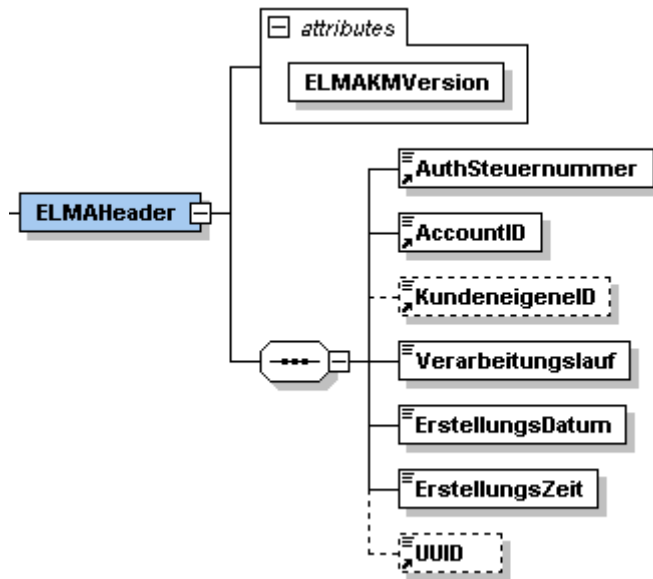 attributes
ELMAKMVersion
ELMAHeader
AuthSteuernummer
AccountID
KundeneigeneID
Verarbeitungslauf
ErstellungsDatum
ErstellungsZeit
UUID